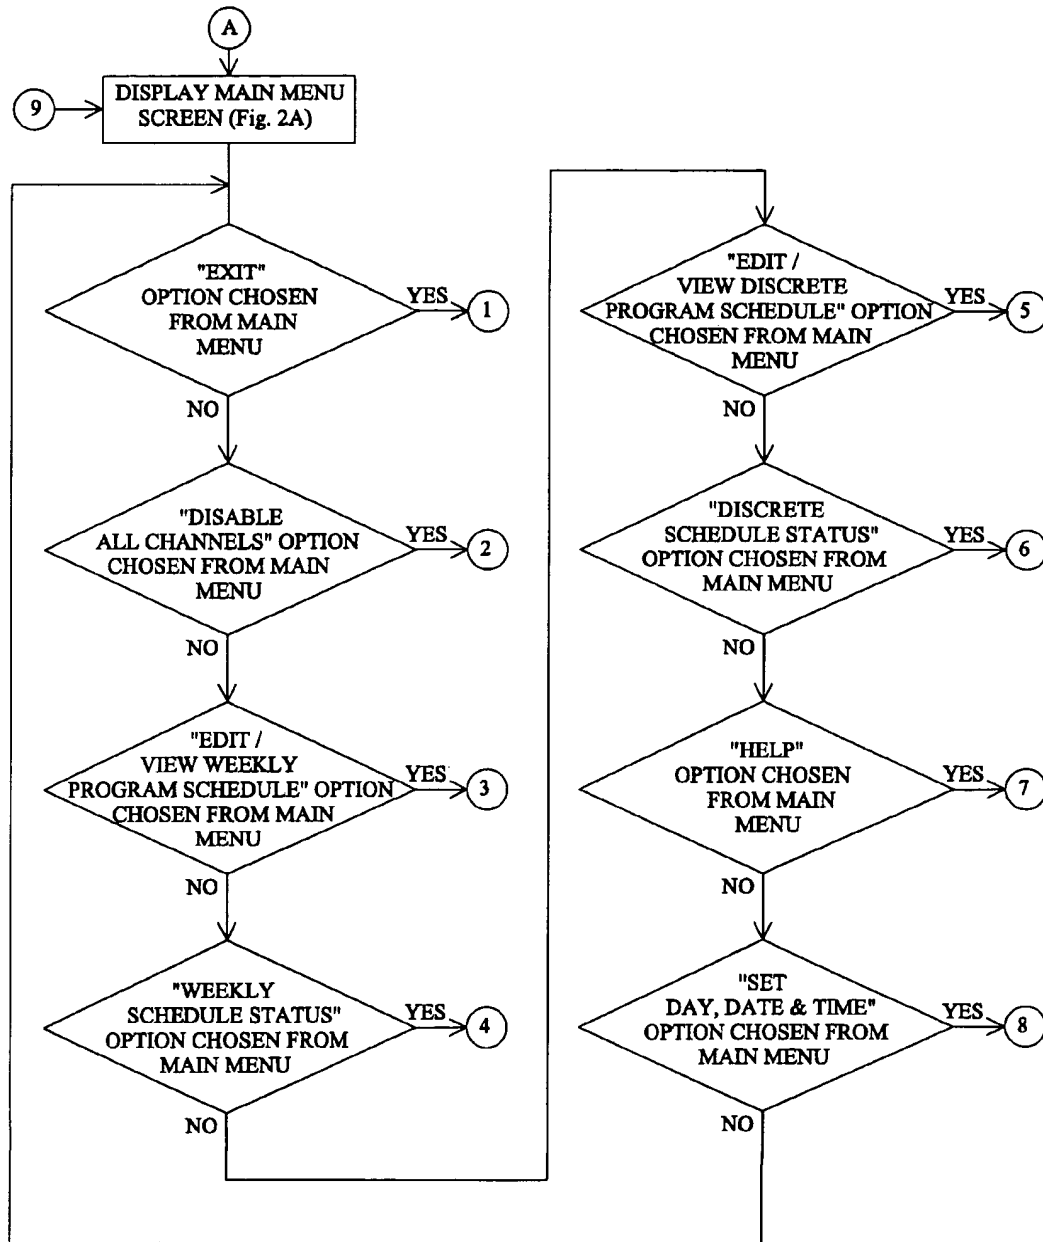 A
9
DISPLAY MAIN MENU
SCREEN (Fig. 2A)
"EXIT"
OPTION CHOSEN
FROM MAIN
MENU
YES
1
NO
"DISABLE
ALL CHANNELS" OPTION
CHOSEN FROM MAIN
MENU
YES
2
NO
"EDIT /
VIEW WEEKLY
PROGRAM SCHEDULE" OPTION
CHOSEN FROM MAIN
MENU
YES
3
NO
"WEEKLY
SCHEDULE STATUS"
OPTION CHOSEN FROM
MAIN MENU
YES
4
NO
"EDIT /
VIEW DISCRETE
PROGRAM SCHEDULE" OPTION
CHOSEN FROM MAIN
MENU
YES
5
NO
"DISCRETE
SCHEDULE STATUS"
OPTION CHOSEN FROM
MAIN MENU
YES
6
NO
"HELP"
OPTION CHOSEN
FROM MAIN
MENU
YES
7
NO
"SET
DAY, DATE & TIME"
OPTION CHOSEN FROM
MAIN MENU
YES
8
NO